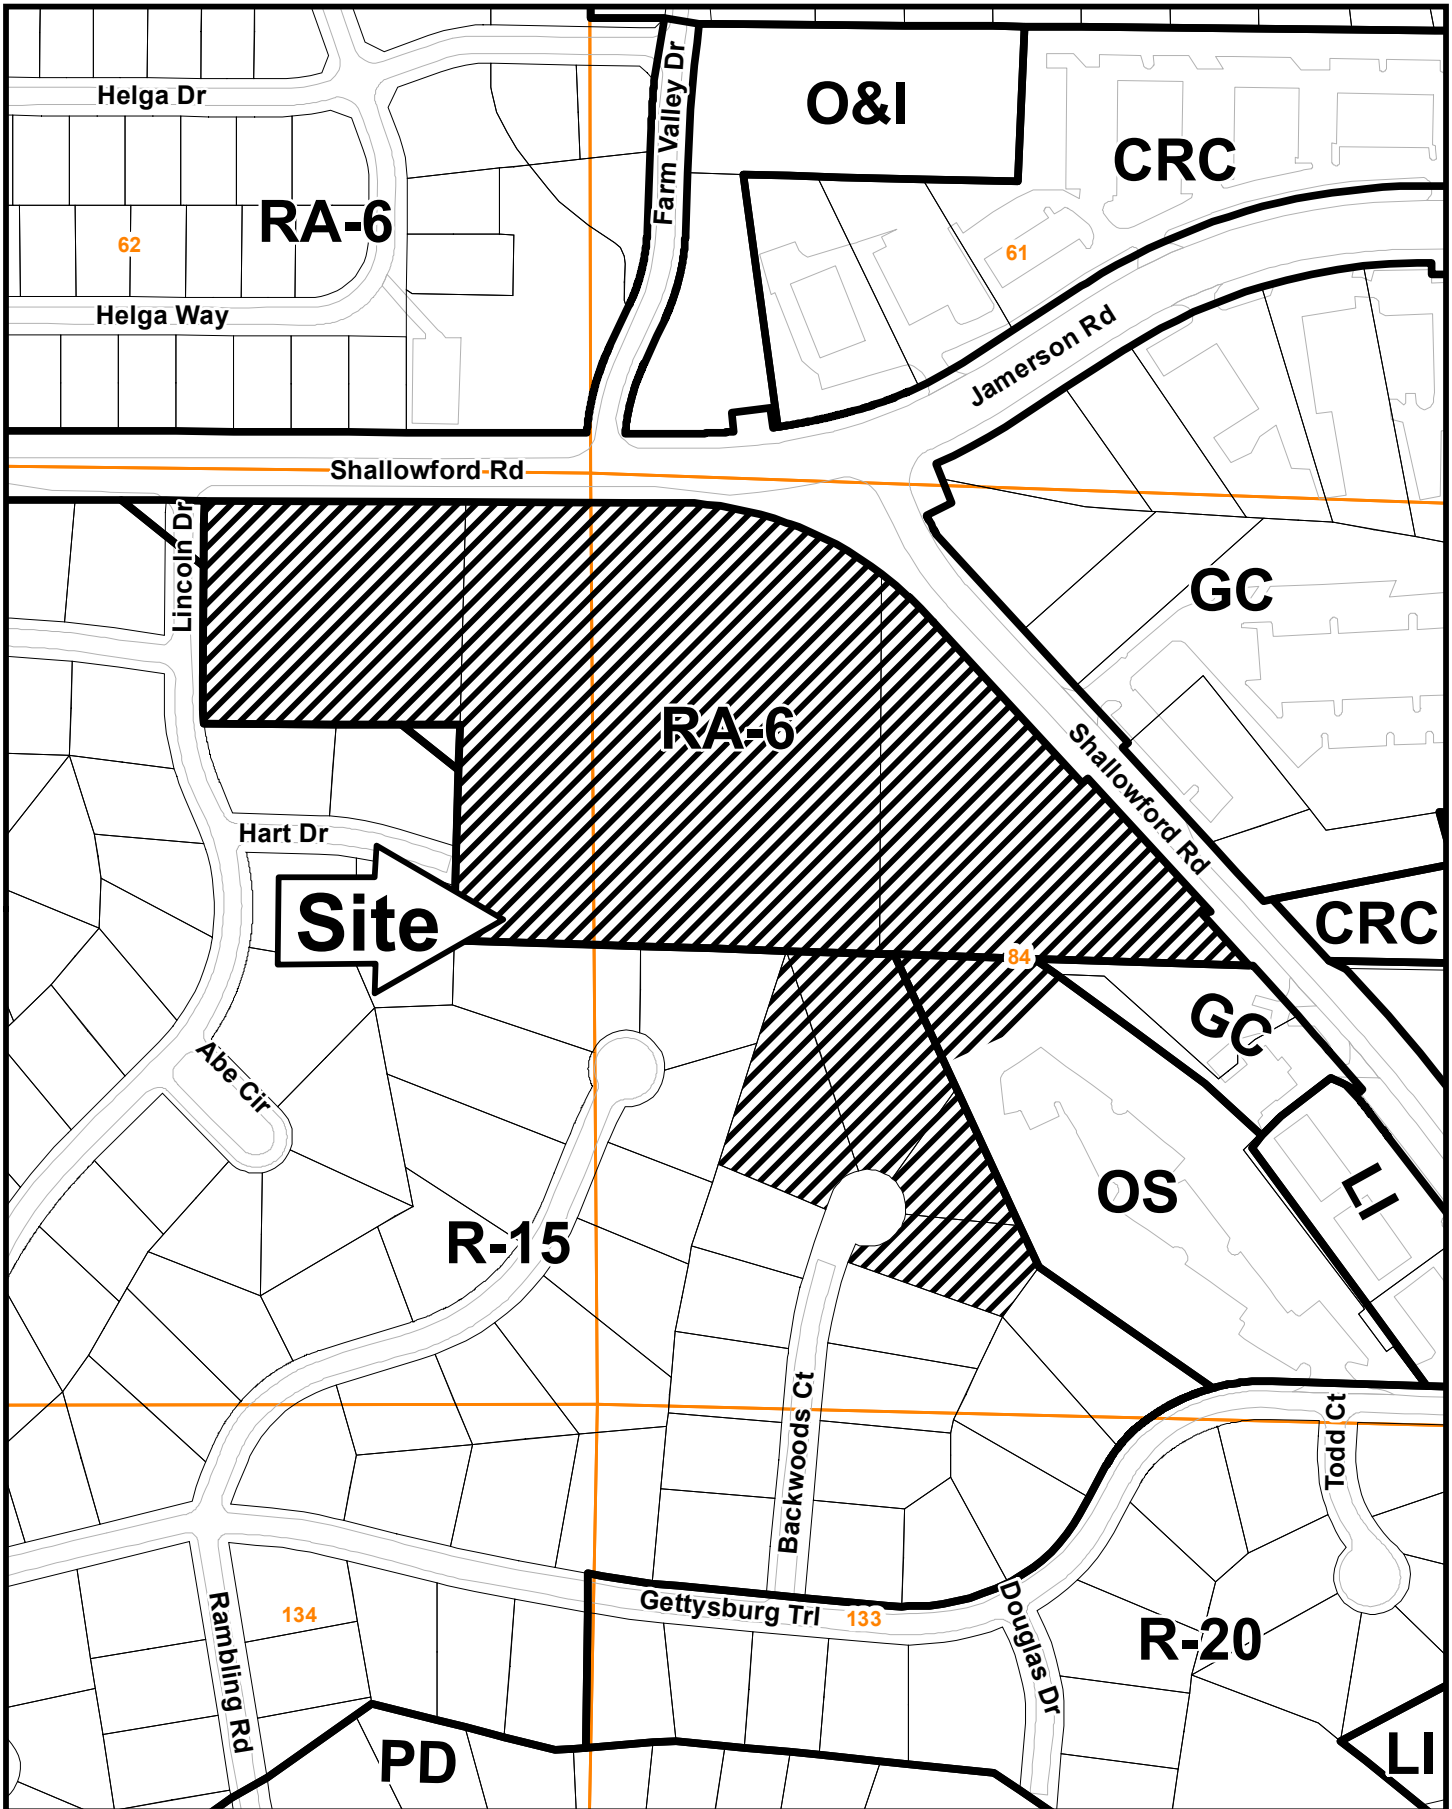 Helga Dr
Farm Valley Dr
O&I
CRC
RA-6
62
61
Helga Way
Jamerson Rd
Shallowford Rd
Lincoln Dr
GC
RA-6
Shallowford Rd
Hart Dr
Site
CRC
84
GC
Abe Cir
OS
LI
R-15
Backwoods Ct
Todd Ct
Rambling Rd
134
Gettysburg Trl
133
Douglas Dr
R-20
PD
LI